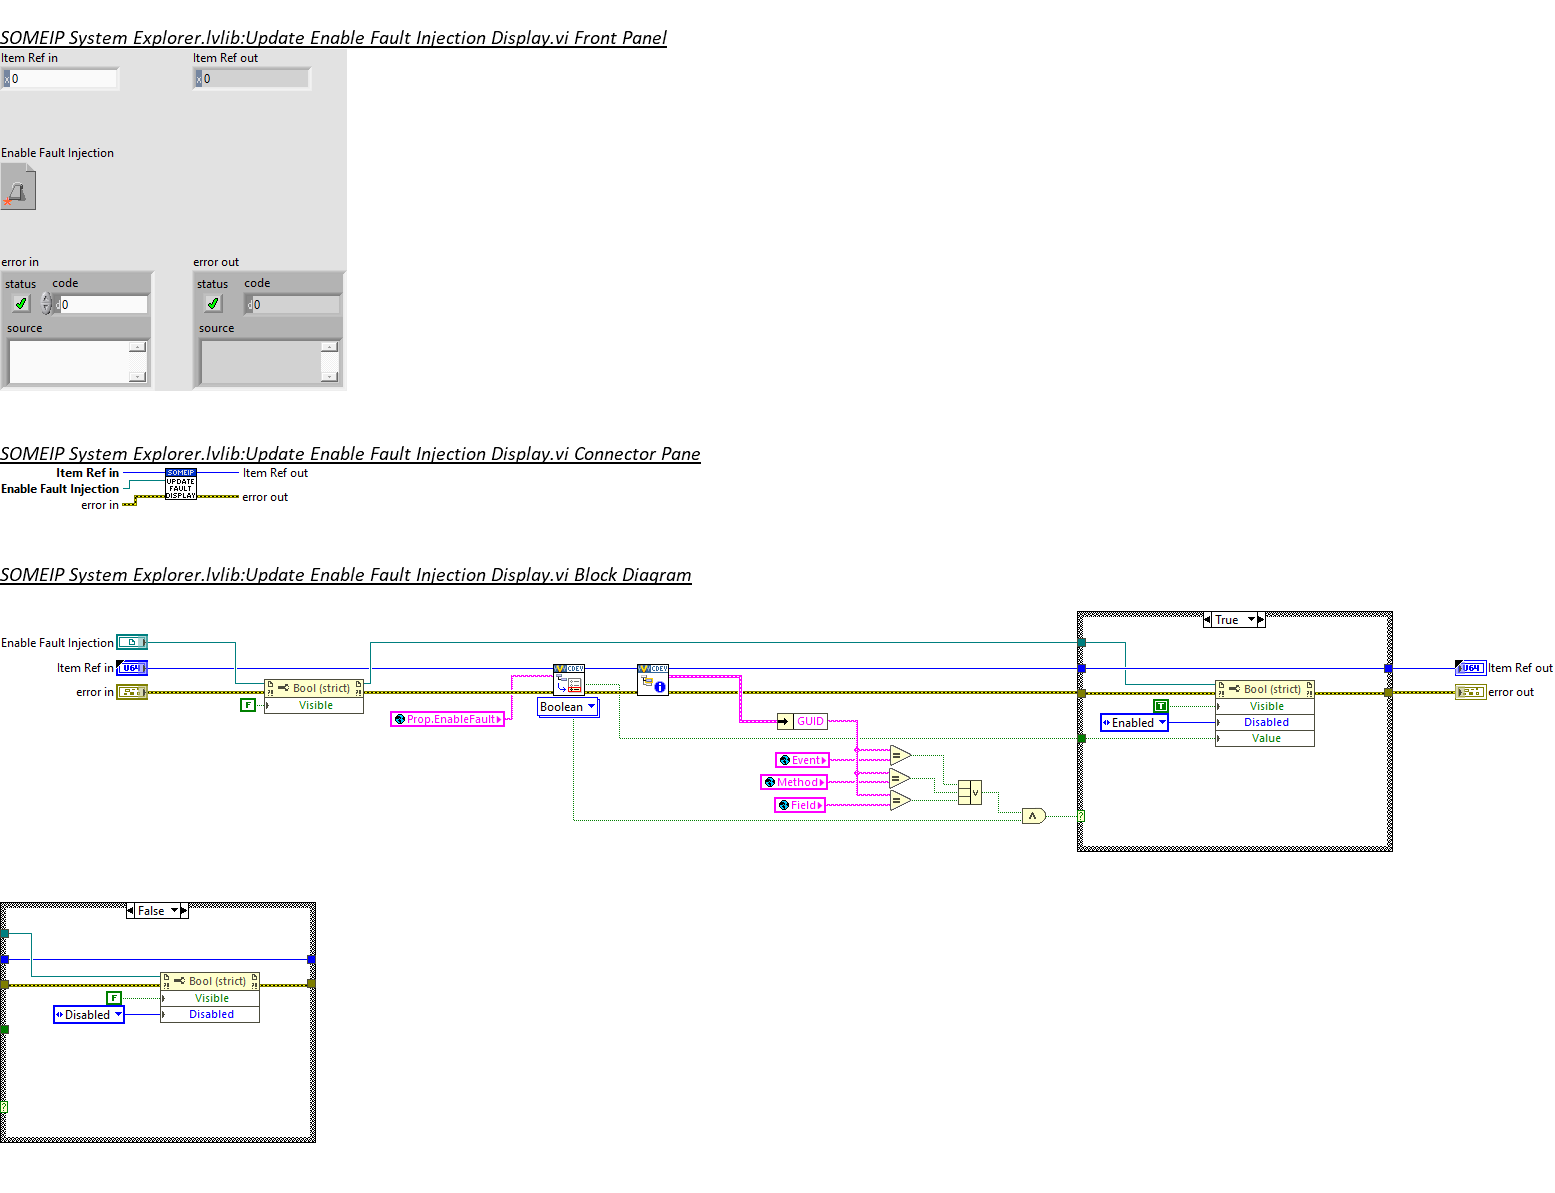 SOMEIP System Explorer.lvlib:Update Enable Fault Injection Display.vi Front Panel
Item Ref in
Item Ref out
x 0
x 0
Enable Fault Injection
error in
error out
status code
status code
d 0
d 0
source
source
SOMEIP System Explorer.lvlib:Update Enable Fault Injection Display.vi Connector Pane
Item Ref in
SOMEIP
Item Ref out
Enable Fault Injection
UPDATE
FAULT
DISPLAY
error in
error out
SOMEIP System Explorer.lvlib:Update Enable Fault Injection Display.vi Block Diagram
True
Enable Fault Injection
Item Ref in
U64
CDEV
CDEV
U64
Item Ref out
error in
Bool (strict)
Bool (strict)
error out
F
Visible
Boolean
T
Visible
Prop.EnableFault
GUID
Enabled
Disabled
Value
Event
=
Method
=
V
Field
=
Λ
?
False
Bool (strict)
F
Visible
Disabled
Disabled
?